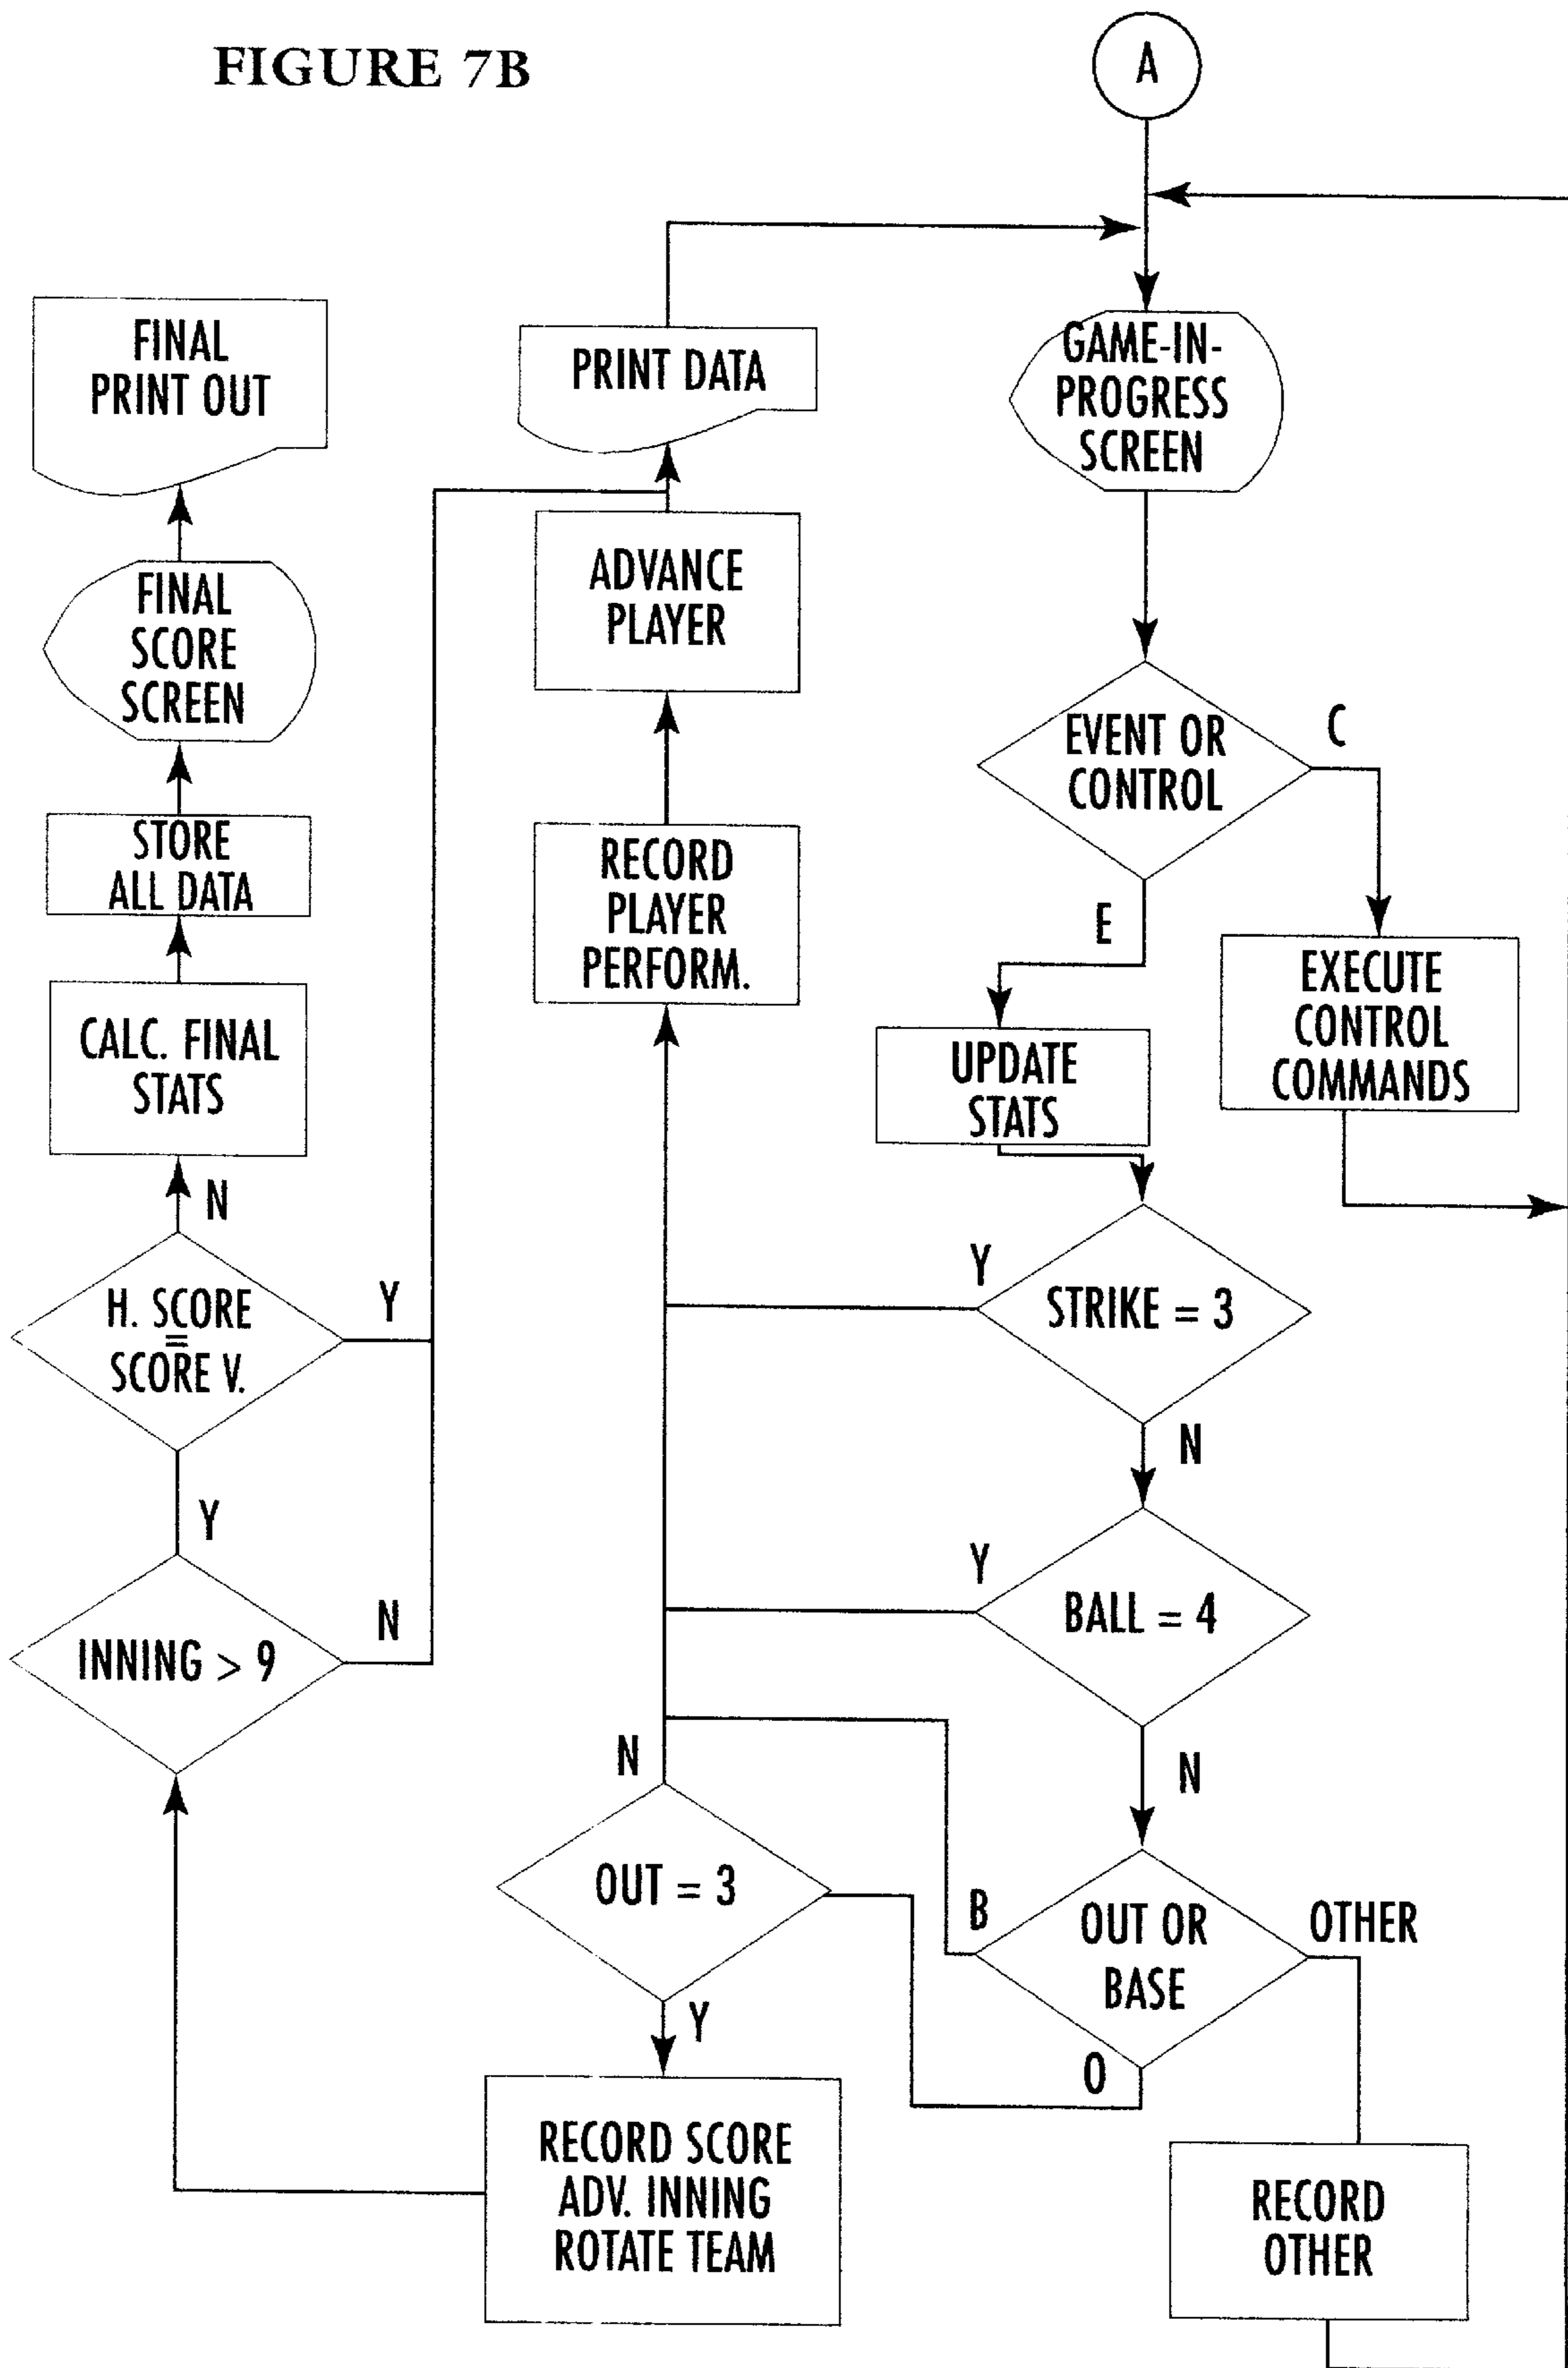 FIGURE 7B
A
GAME-IN-
PROGRESS
SCREEN
EVENT OR
CONTROL
C
E
EXECUTE
CONTROL
COMMANDS
UPDATE
STATS
STRIKE = 3
Y
N
BALL = 4
Y
N
OUT OR
BASE
B
O
OTHER
RECORD
OTHER
OUT = 3
N
Y
RECORD SCORE
ADV. INNING
ROTATE TEAM
RECORD
PLAYER
PERFORM.
ADVANCE
PLAYER
PRINT DATA
INNING > 9
N
Y
H. SCORE
=
SCORE V.
Y
N
CALC. FINAL
STATS
STORE
ALL DATA
FINAL
SCORE
SCREEN
FINAL
PRINT OUT